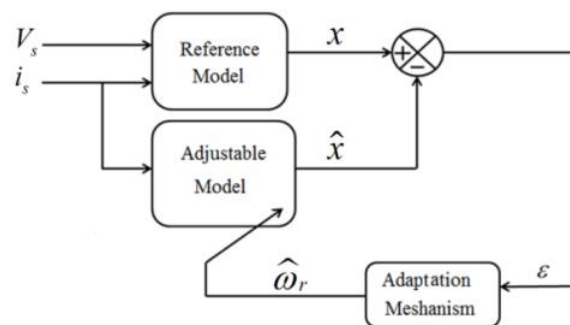 V_s
i_s
Reference
Model
x
+
−
Adjustable
Model
x̂
ω̂_r
Adaptation
Meshanism
ε